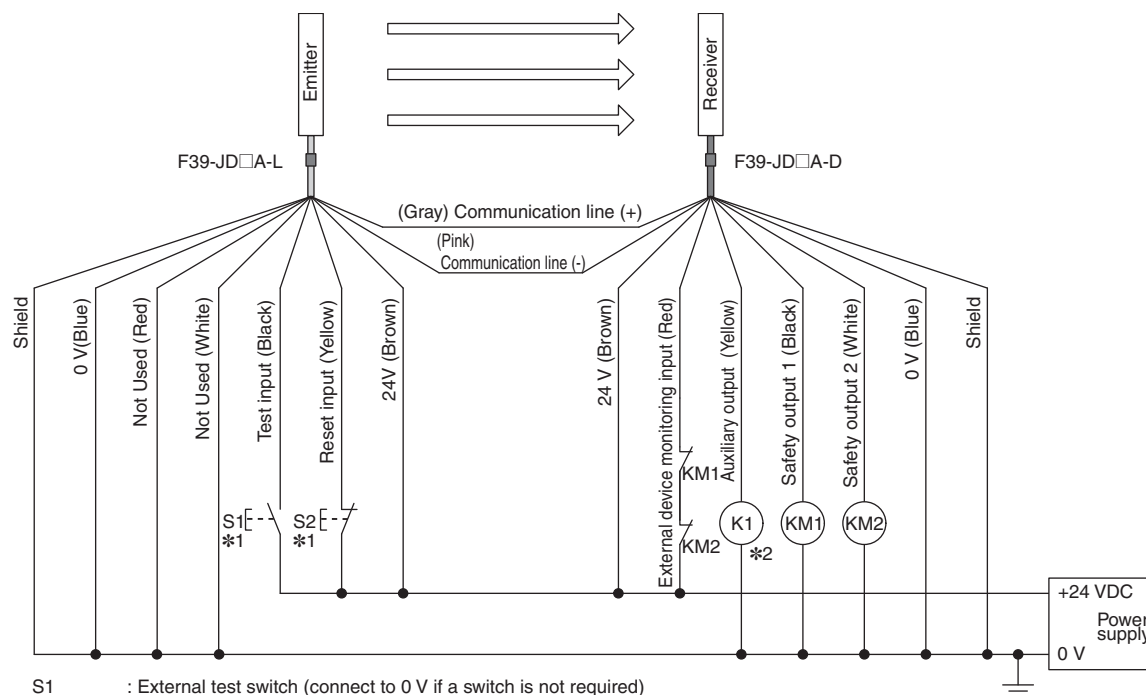 Emitter
Receiver
F39-JD□A-L
F39-JD□A-D
(Gray) Communication line (+)
(Pink)
Communication line (-)
Shield
0 V(Blue)
Not Used (Red)
Not Used (White)
Test input (Black)
Reset input (Yellow)
24V (Brown)
24 V (Brown)
External device monitoring input (Red)
Auxiliary output (Yellow)
Safety output 1 (Black)
Safety output 2 (White)
0 V (Blue)
Shield
KM1
S1
*1
S2
*1
KM2
K1
*2
KM1
KM2
+24 VDC
Power
supply
0 V
S1 : External test switch (connect to 0 V if a switch is not required)